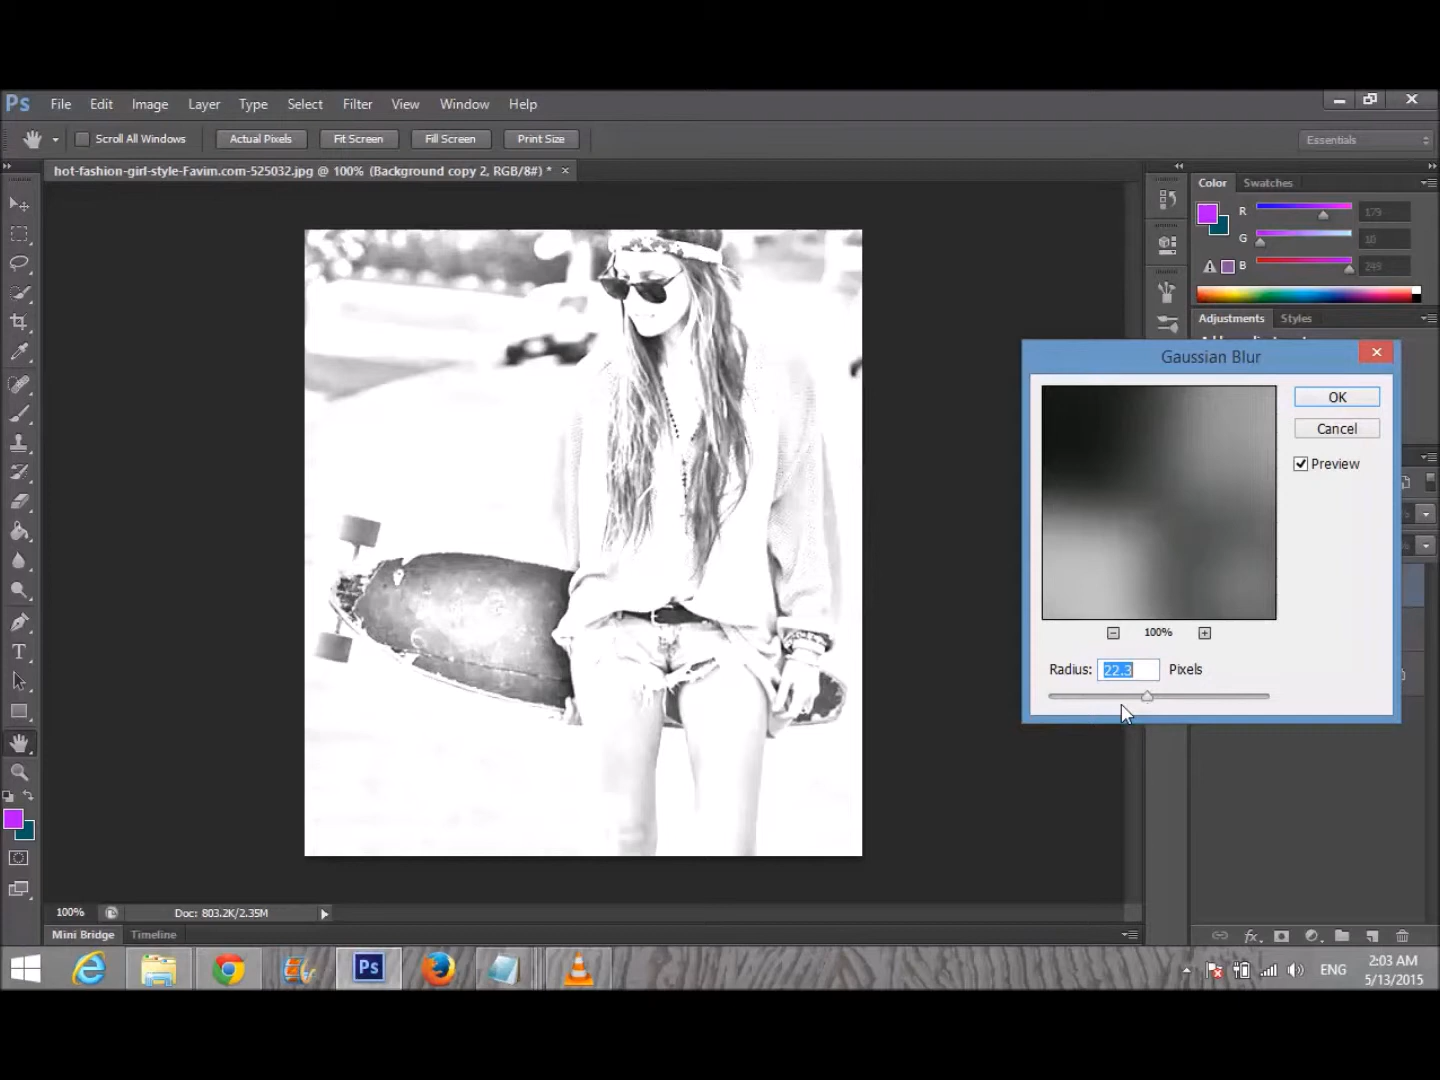 Ps File Edit Image Layer Type Select Filter View Window Help
Scroll All Windows Actual Pixels Fit Screen Fill Screen Print Size Essentials
hot-fashion-girl-style-Favim.com-525032.jpg @ 100% (Background copy 2, RGB/8#) * ×
Color Swatches
R 179
G 10
B 249
Adjustments Styles
Gaussian Blur
OK
Cancel
Preview
100%
Radius: 22.3 Pixels
T
100% Doc: 803.2K/2.35M
fx
Mini Bridge Timeline
Ps ENG 2:03 AM
5/13/2015